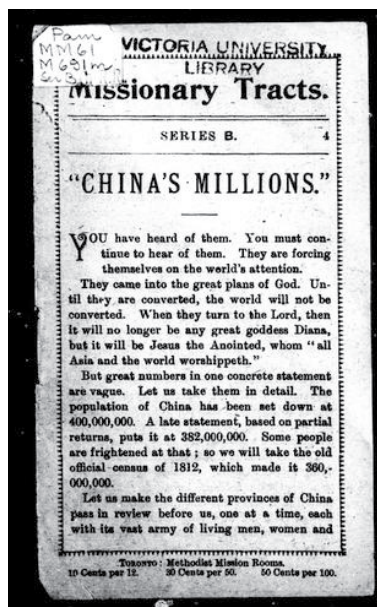 Pam
MM61
M691m
VICTORIA UNIVERSITY
LIBRARY
Missionary Tracts.
SERIES B. 4
"CHINA'S MILLIONS."
YOU have heard of them. You must con-
tinue to hear of them. They are forcing
themselves on the world's attention.
They came into the great plans of God. Un-
til they are converted, the world will not be
converted. When they turn to the Lord, then
it will no longer be any great goddess Diana,
but it will be Jesus the Anointed, whom "all
Asia and the world worshippeth."
But great numbers in one concrete statement
are vague. Let us take them in detail. The
population of China has been set down at
400,000,000. A late statement, based on partial
returns, puts it at 382,000,000. Some people
are frightened at that; so we will take the old
official census of 1812, which made it 360,-
000,000.
Let us make the different provinces of China
pass in review before us, one at a time, each
with its vast army of living men, women and
TORONTO: Methodist Mission Rooms.
10 Cents per 12. 30 Cents per 50. 50 Cents per 100.